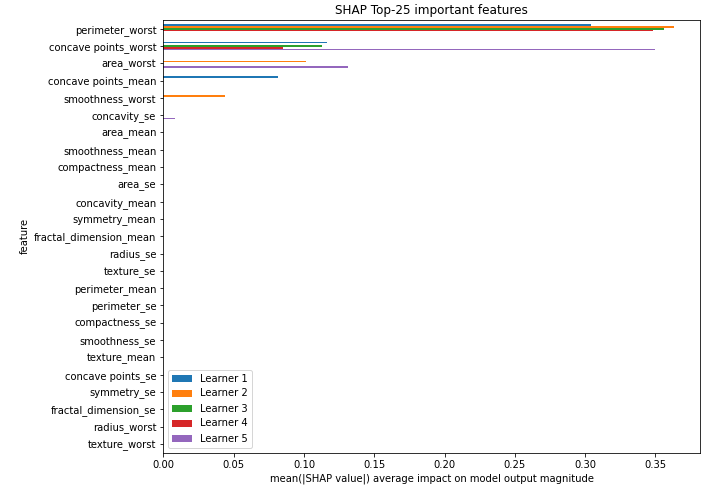 SHAP Top-25 important features
perimeter_worst
concave points_worst
area_worst
concave points_mean
smoothness_worst
concavity_se
area_mean
smoothness_mean
compactness_mean
area_se
concavity_mean
symmetry_mean
fractal_dimension_mean
radius_se
texture_se
perimeter_mean
perimeter_se
compactness_se
smoothness_se
texture_mean
concave points_se
symmetry_se
fractal_dimension_se
radius_worst
texture_worst
feature
Learner 1
Learner 2
Learner 3
Learner 4
Learner 5
0.00 0.05 0.10 0.15 0.20 0.25 0.30 0.35
mean(|SHAP value|) average impact on model output magnitude